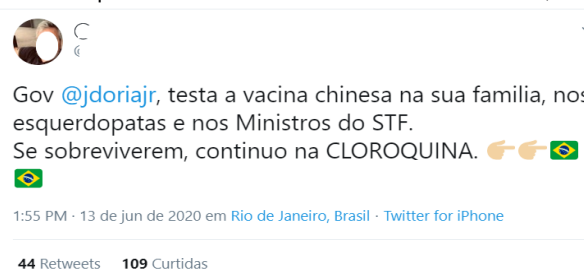 Gov @jdoriajr, testa a vacina chinesa na sua familia, nos
esquerdopatas e nos Ministros do STF.
Se sobreviverem, continuo na CLOROQUINA. 👉🏼👉🏼🇧🇷
🇧🇷
1:55 PM · 13 de jun de 2020 em Rio de Janeiro, Brasil · Twitter for iPhone
44 Retweets 109 Curtidas